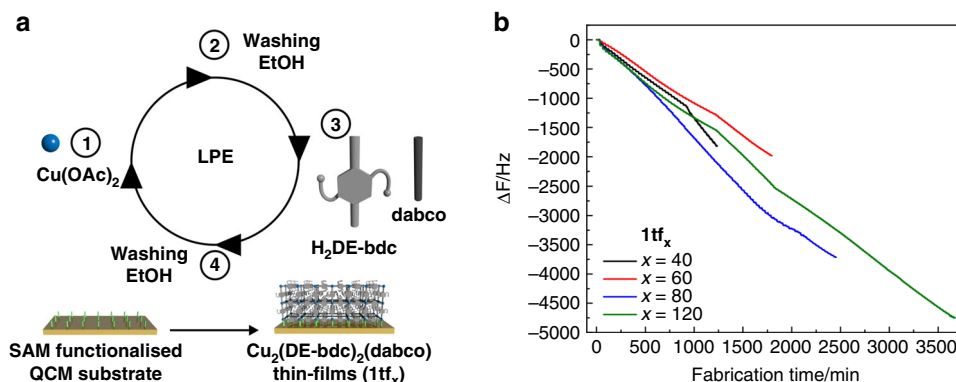 a
② Washing
EtOH
① LPE ③
Cu(OAc)₂
dabco
H₂DE-bdc
Washing
EtOH ④
SAM functionalised
QCM substrate
Cu₂(DE-bdc)₂(dabco)
thin-films (1tfₓ)
b
0
−500
−1000
−1500
−2000
−2500
−3000
−3500
−4000
−4500
−5000
ΔF/Hz
1tfₓ
x = 40
x = 60
x = 80
x = 120
0 500 1000 1500 2000 2500 3000 3500
Fabrication time/min